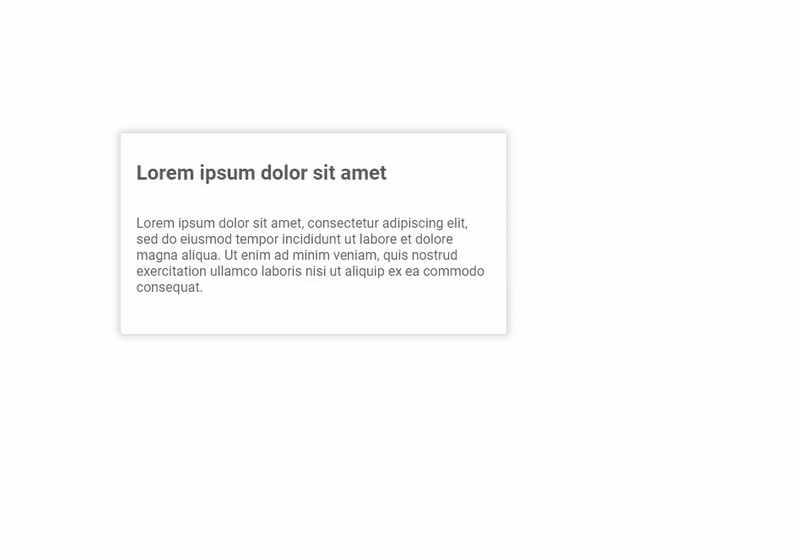 Lorem ipsum dolor sit amet
Lorem ipsum dolor sit amet, consectetur adipiscing elit,
sed do eiusmod tempor incididunt ut labore et dolore
magna aliqua. Ut enim ad minim veniam, quis nostrud
exercitation ullamco laboris nisi ut aliquip ex ea commodo
consequat.